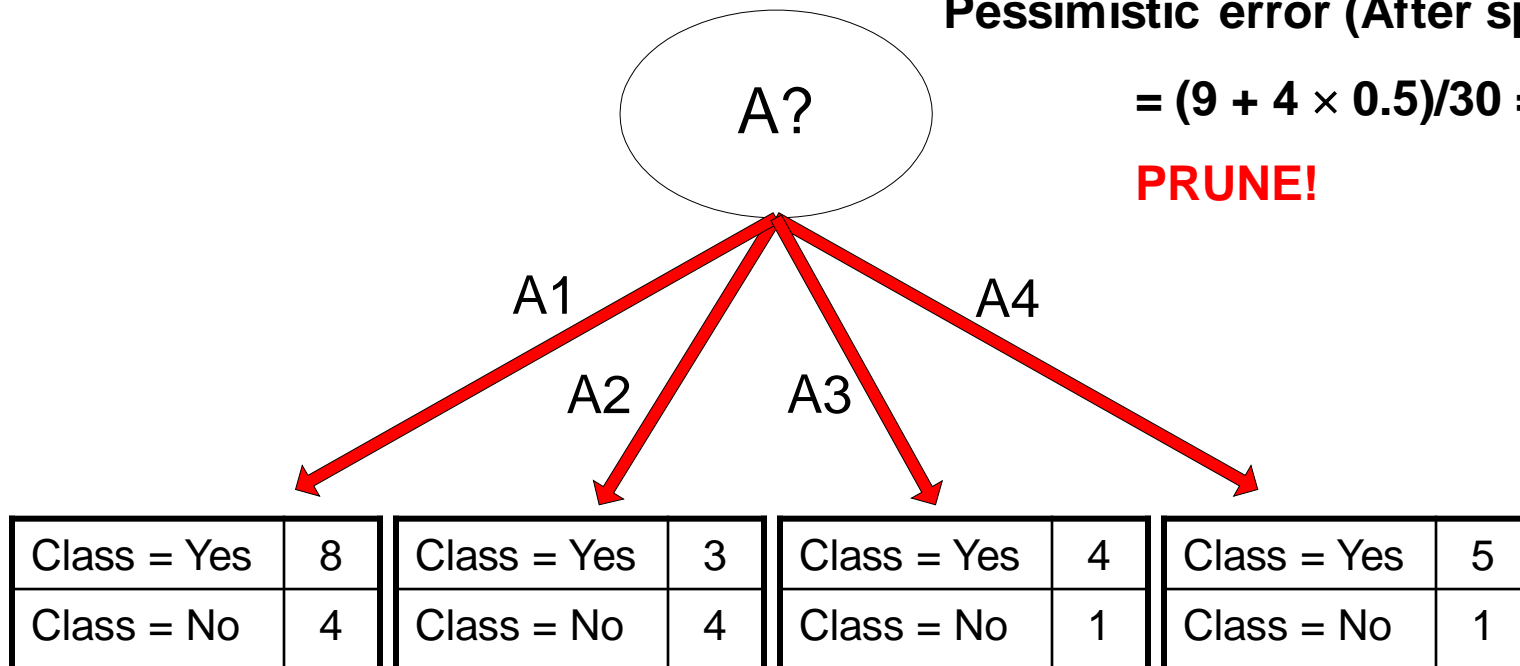 Pessimistic error (After
= (9 + 4 × 0.5)/30 =
PRUNE!
A?
A1
A4
A2
A3
Class = Yes 8
Class = No 4
Class = Yes 3
Class = No 4
Class = Yes 4
Class = No 1
Class = Yes 5
Class = No 1